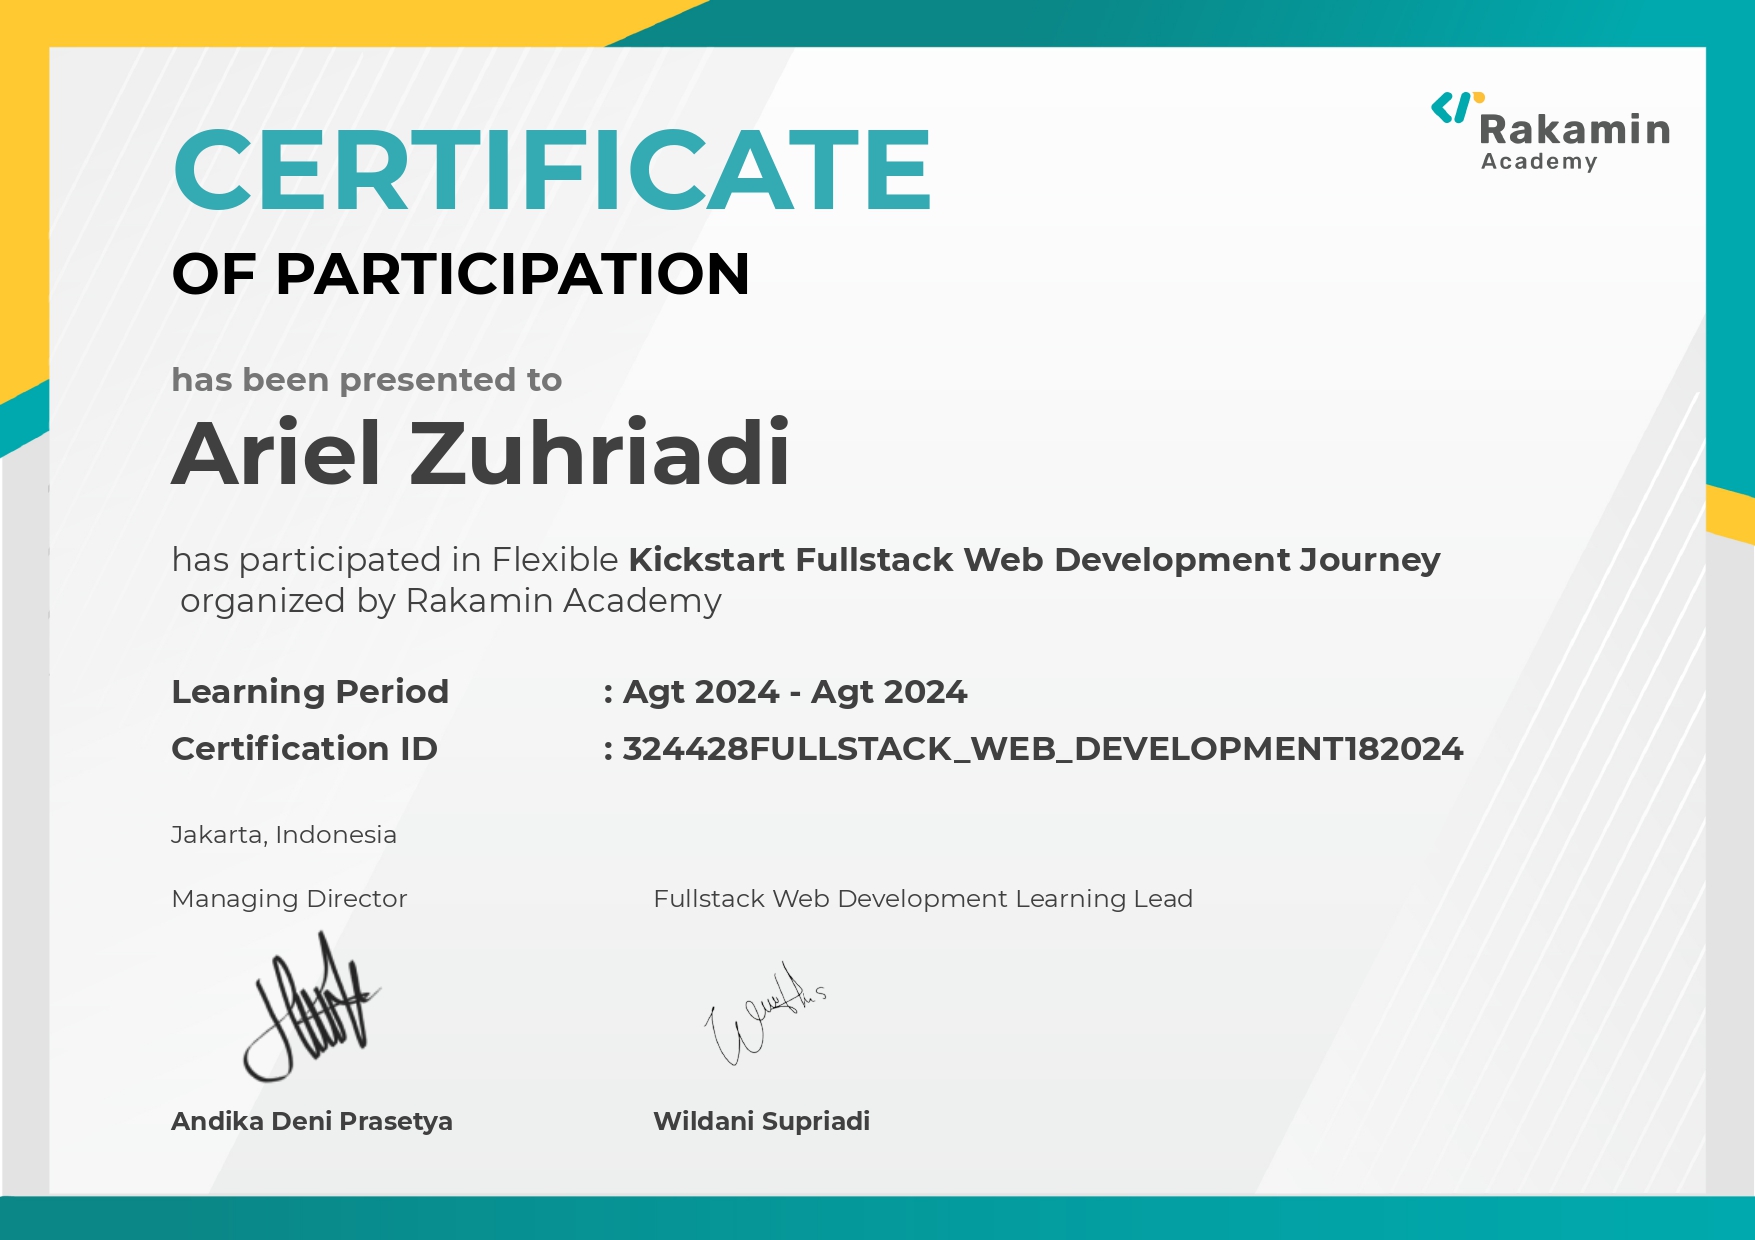 Rakamin
Academy
CERTIFICATE
OF PARTICIPATION
has been presented to
Ariel Zuhriadi
has participated in Flexible Kickstart Fullstack Web Development Journey
organized by Rakamin Academy
Learning Period : Agt 2024 - Agt 2024
Certification ID : 324428FULLSTACK_WEB_DEVELOPMENT182024
Jakarta, Indonesia
Managing Director
Fullstack Web Development Learning Lead
Andika Deni Prasetya
Wildani Supriadi